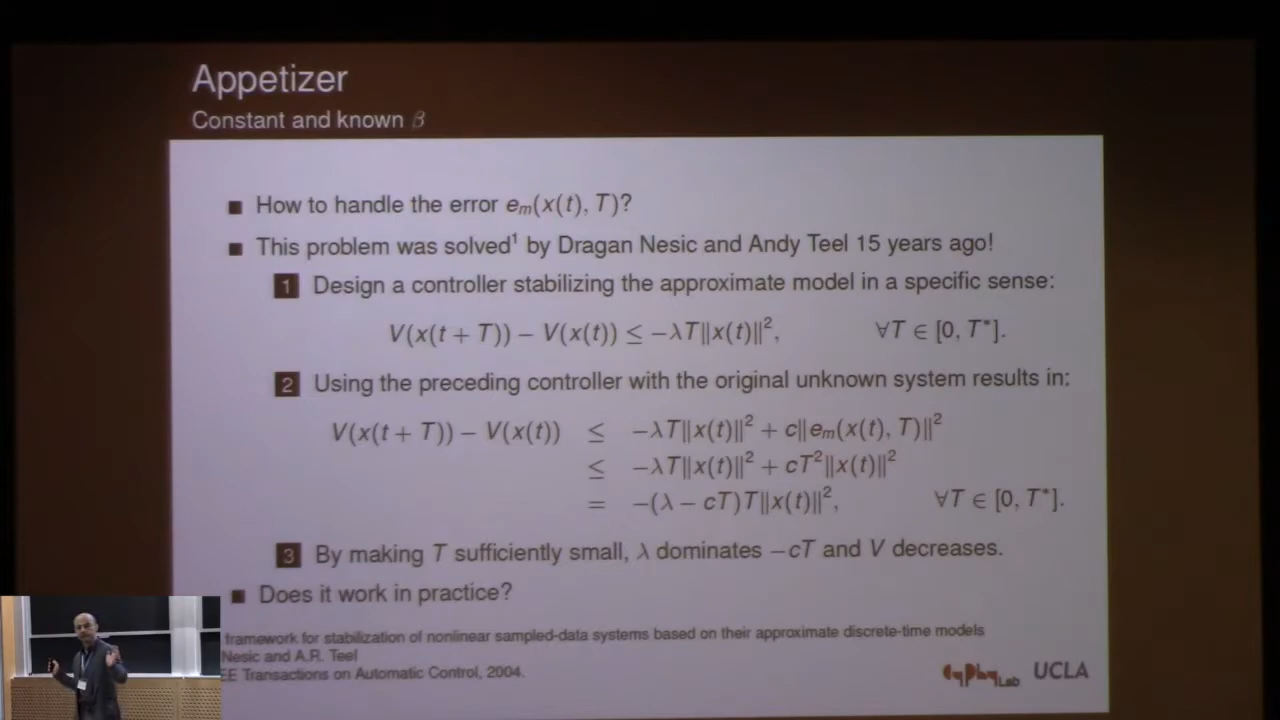 Appetizer
Constant and known β
How to handle the error eₘ(x(t), T)?
This problem was solved¹ by Dragan Nesic and Andy Teel 15 years ago!
1 Design a controller stabilizing the approximate model in a specific sense:
V(x(t + T)) − V(x(t)) ≤ −λT‖x(t)‖², ∀T ∈ [0, T*].
2 Using the preceding controller with the original unknown system results in:
V(x(t + T)) − V(x(t)) ≤ −λT‖x(t)‖² + c‖eₘ(x(t), T)‖²
≤ −λT‖x(t)‖² + cT²‖x(t)‖²
= −(λ − cT)T‖x(t)‖², ∀T ∈ [0, T*].
3 By making T sufficiently small, λ dominates −cT and V decreases.
Does it work in practice?
framework for stabilization of nonlinear sampled-data systems based on their approximate discrete-time models
Nesic and A.R. Teel
EE Transactions on Automatic Control, 2004.
CyPhyLab UCLA